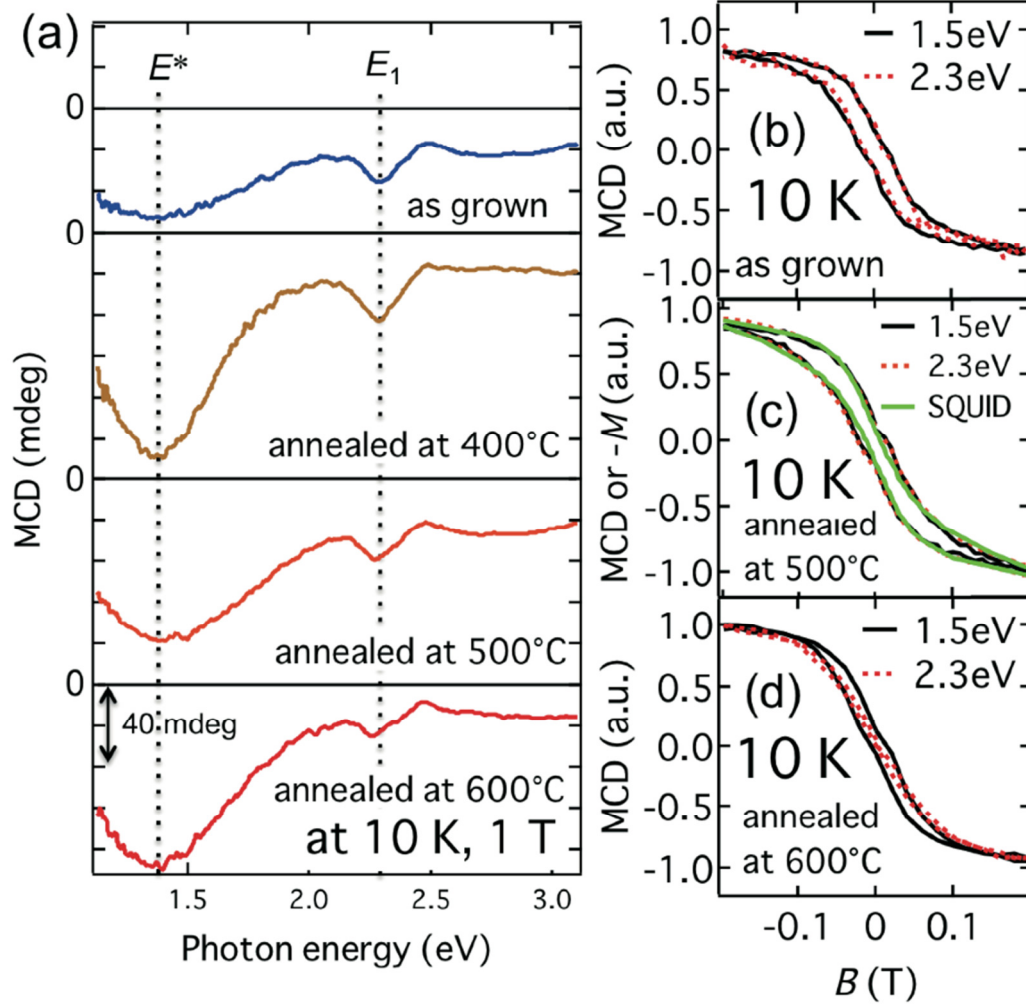 (a)
E*
E1
0
as grown
0
annealed at 400°C
0
annealed at 500°C
0
40 mdeg
annealed at 600°C
at 10 K, 1 T
MCD (mdeg)
1.5
2.0
2.5
3.0
Photon energy (eV)
1.0
0.5
0.0
-0.5
-1.0
MCD (a.u.)
1.5eV
2.3eV
(b)
10 K
as grown
1.0
0.5
0.0
-0.5
-1.0
MCD or -M (a.u.)
1.5eV
2.3eV
SQUID
(c)
10 K
annealed
at 500°C
1.0
0.5
0.0
-0.5
-1.0
MCD (a.u.)
1.5eV
2.3eV
(d)
10 K
annealed
at 600°C
-0.1
0
0.1
B (T)